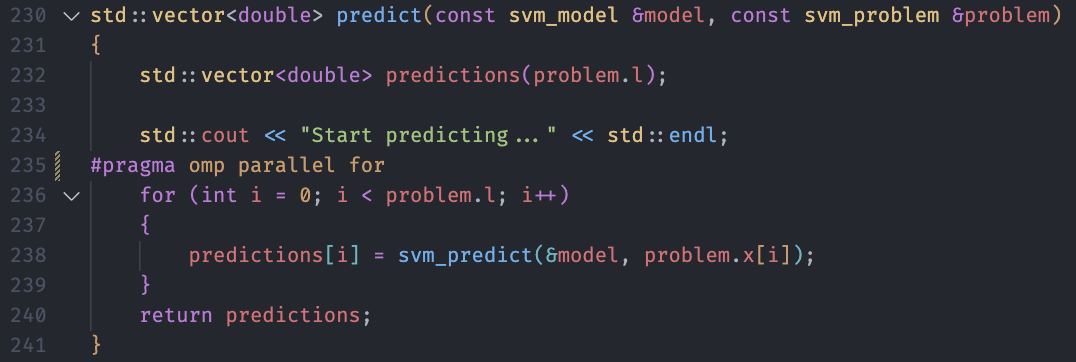 230 std::vector<double> predict(const svm_model &model, const svm_problem &problem)
231 {
232     std::vector<double> predictions(problem.l);
233
234     std::cout << "Start predicting..." << std::endl;
235 #pragma omp parallel for
236     for (int i = 0; i < problem.l; i++)
237     {
238         predictions[i] = svm_predict(&model, problem.x[i]);
239     }
240     return predictions;
241 }